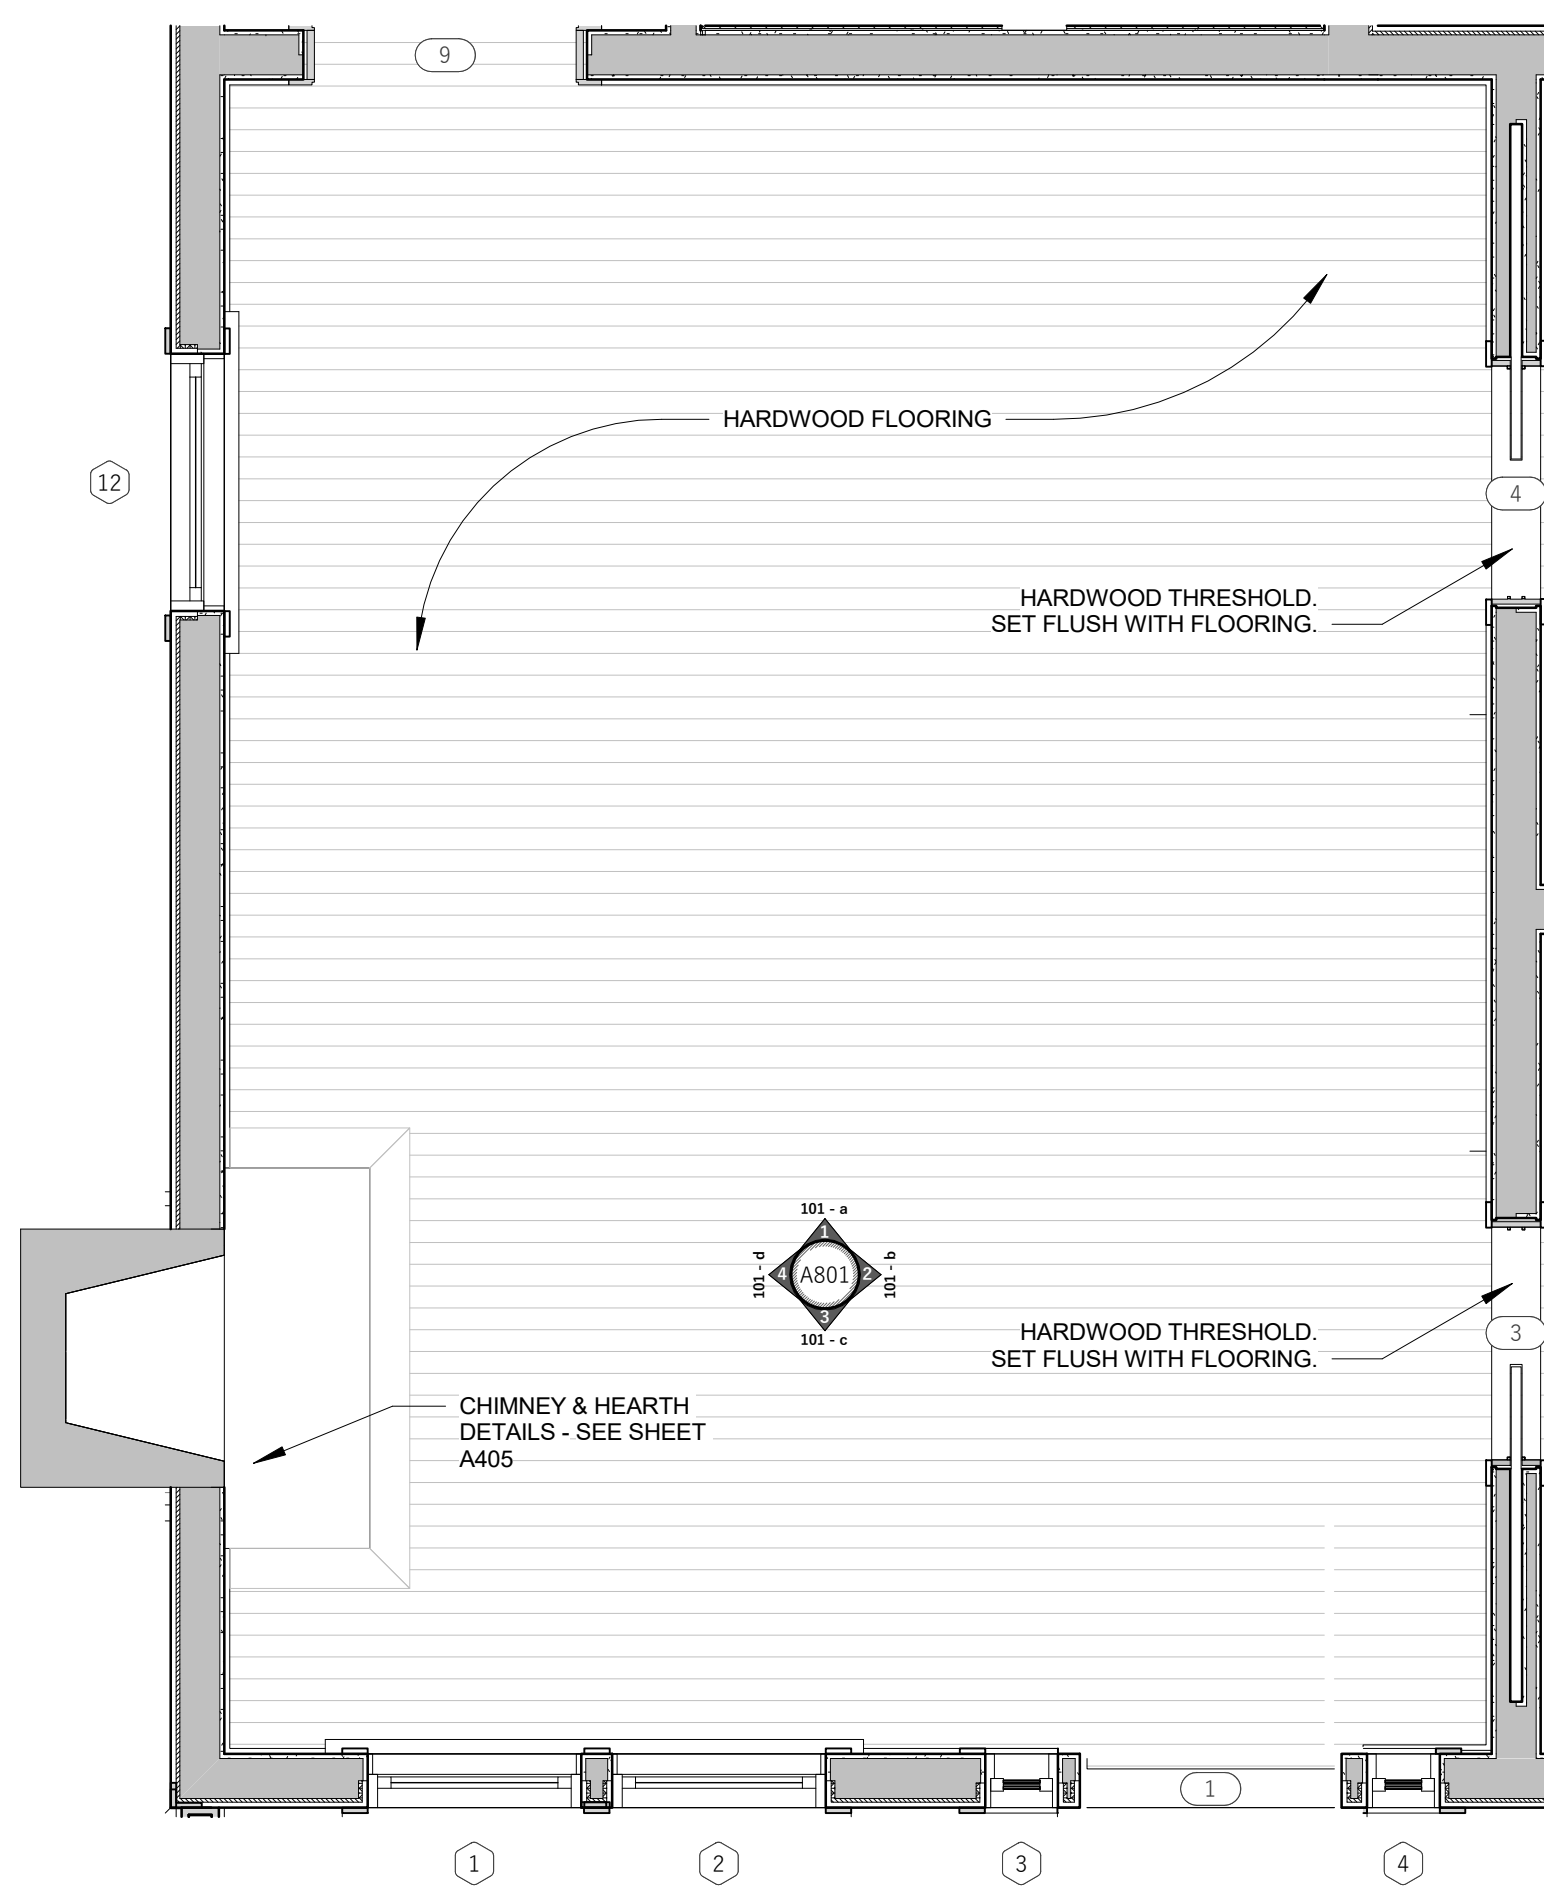 9
HARDWOOD FLOORING
12
4
HARDWOOD THRESHOLD.
SET FLUSH WITH FLOORING.
101 - a
1
101 - d
4
A801
2
101 - b
3
101 - c
HARDWOOD THRESHOLD.
SET FLUSH WITH FLOORING.
3
CHIMNEY & HEARTH
DETAILS - SEE SHEET
A405
1
1
2
3
4